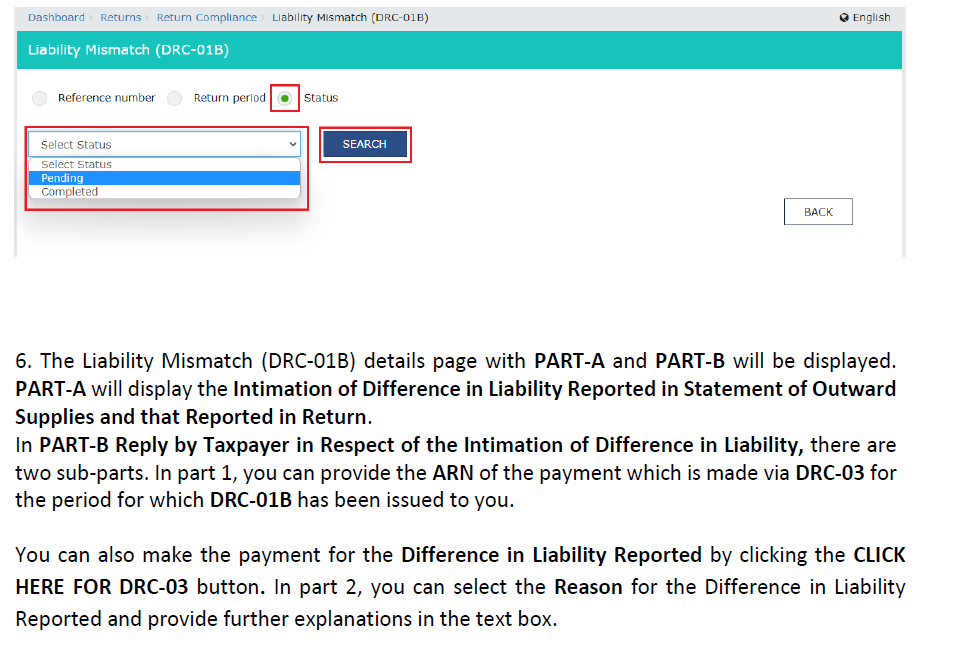 Dashboard › Returns › Return Compliance › Liability Mismatch (DRC-01B) English
Liability Mismatch (DRC-01B)
Reference number Return period Status
Select Status SEARCH
Select Status
Pending
Completed
BACK
6. The Liability Mismatch (DRC-01B) details page with PART-A and PART-B will be displayed.
PART-A will display the Intimation of Difference in Liability Reported in Statement of Outward
Supplies and that Reported in Return.
In PART-B Reply by Taxpayer in Respect of the Intimation of Difference in Liability, there are
two sub-parts. In part 1, you can provide the ARN of the payment which is made via DRC-03 for
the period for which DRC-01B has been issued to you.
You can also make the payment for the Difference in Liability Reported by clicking the CLICK
HERE FOR DRC-03 button. In part 2, you can select the Reason for the Difference in Liability
Reported and provide further explanations in the text box.